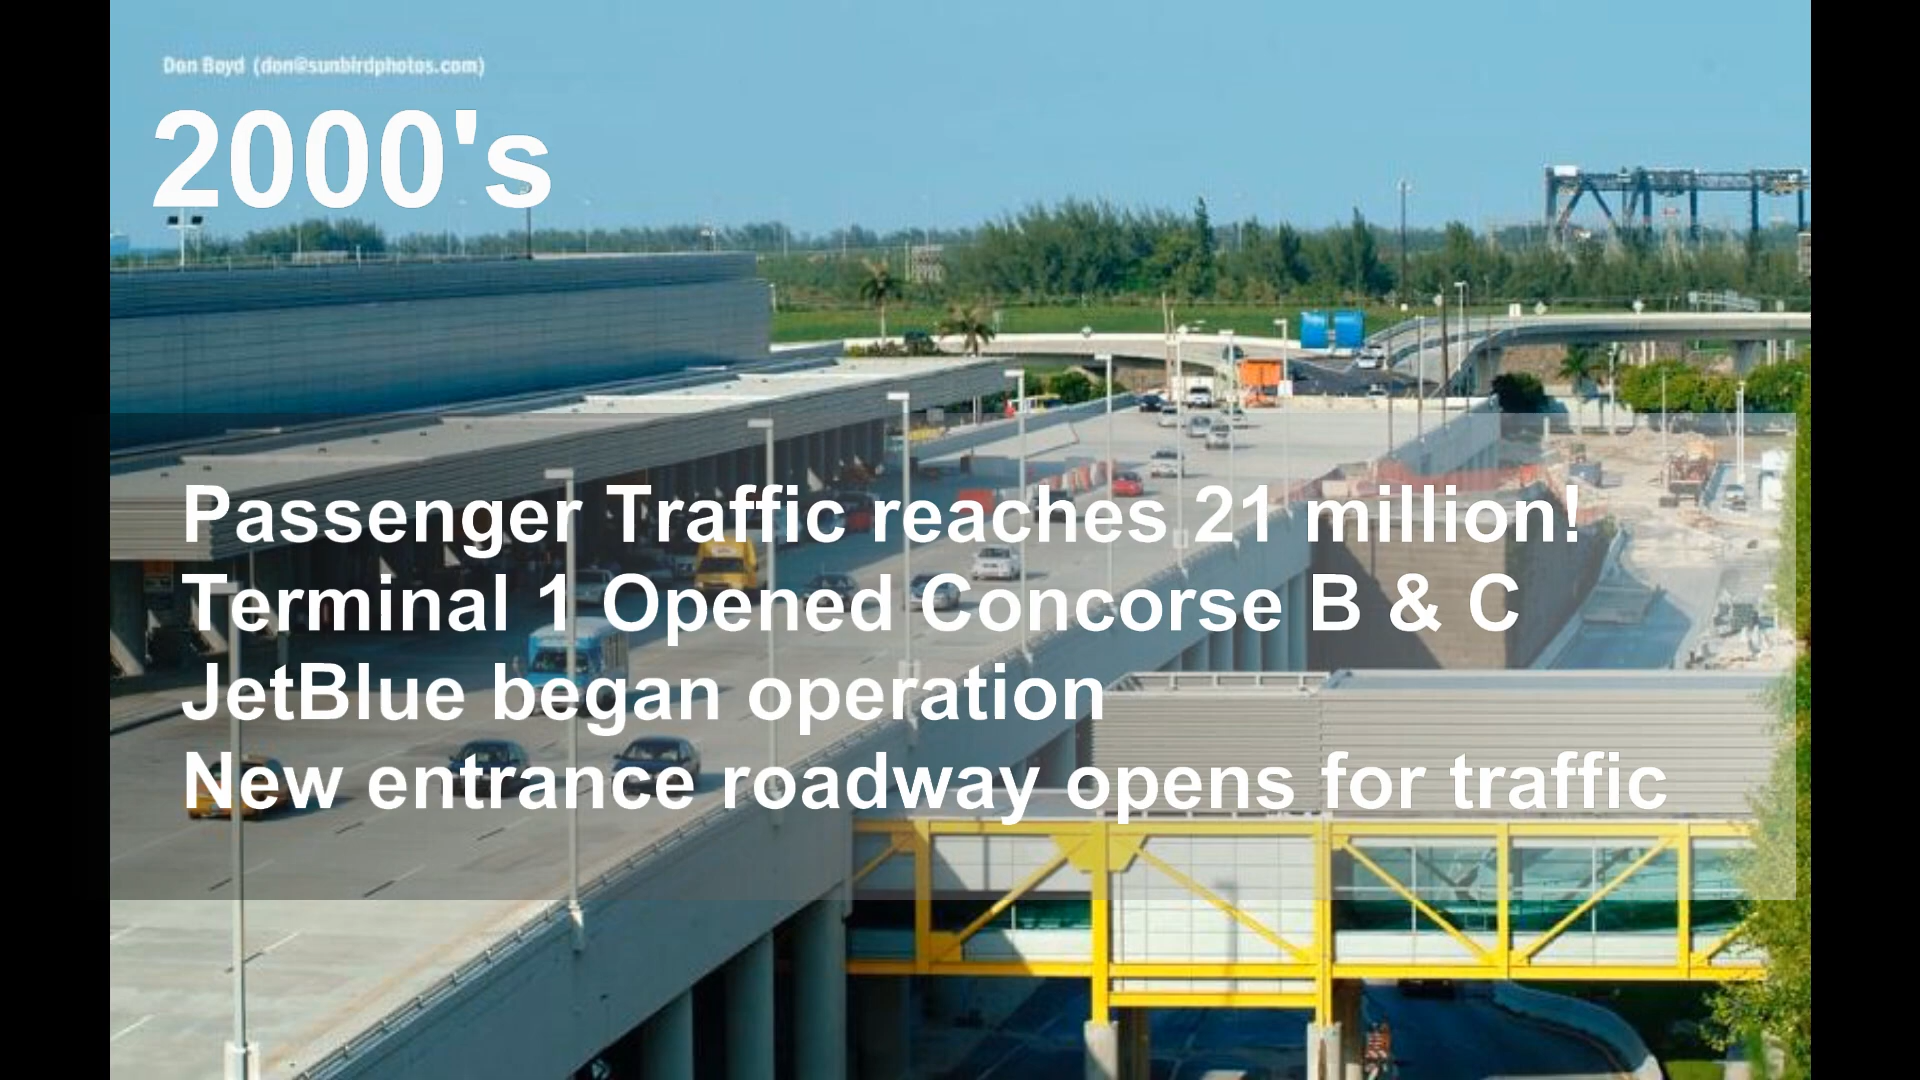 Don Boyd (don@sunbirdphotos.com)
2000's
Passenger Traffic reaches 21 million!
Terminal 1 Opened Concorse B & C
JetBlue began operation
New entrance roadway opens for traffic